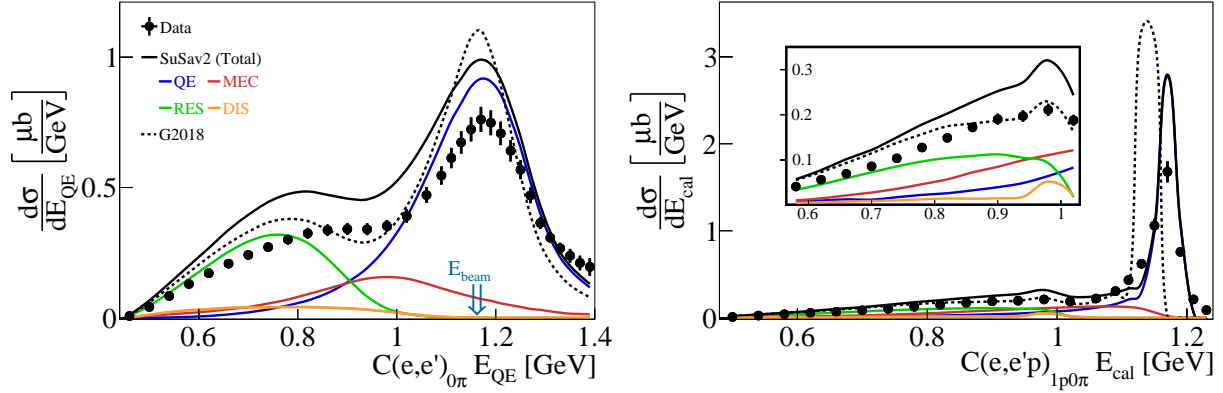 Data
SuSav2 (Total)
QE MEC
RES DIS
G2018
1
0.5
0
dσ
dE_QE
[μb
GeV]
E_beam
0.6 0.8 1 1.2 1.4
C(e,e')_0π E_QE [GeV]
3
2
1
0
dσ
dE_cal
[μb
GeV]
0.3
0.2
0.1
0.6 0.7 0.8 0.9 1
0.6 0.8 1 1.2
C(e,e'p)_1p0π E_cal [GeV]